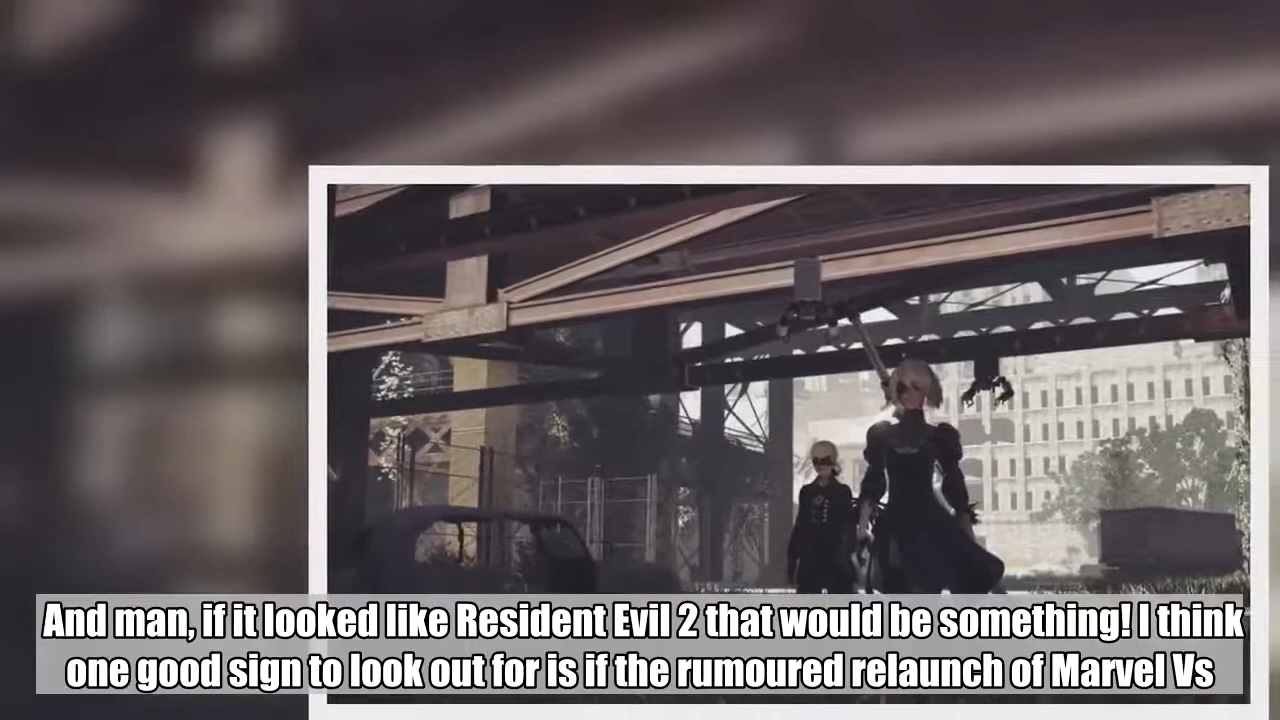 And man, if it looked like Resident Evil 2 that would be something! I think
one good sign to look out for is if the rumoured relaunch of Marvel Vs